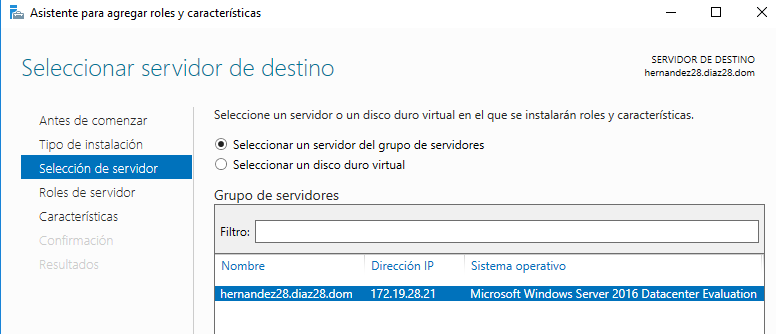 Asistente para agregar roles y características
Seleccionar servidor de destino
SERVIDOR DE DESTINO
hernandez28.diaz28.dom
Antes de comenzar
Tipo de instalación
Selección de servidor
Roles de servidor
Características
Confirmación
Resultados
Seleccione un servidor o un disco duro virtual en el que se instalarán roles y características.
Seleccionar un servidor del grupo de servidores
Seleccionar un disco duro virtual
Grupo de servidores
Filtro:
Nombre Dirección IP Sistema operativo
hernandez28.diaz28.dom 172.19.28.21 Microsoft Windows Server 2016 Datacenter Evaluation